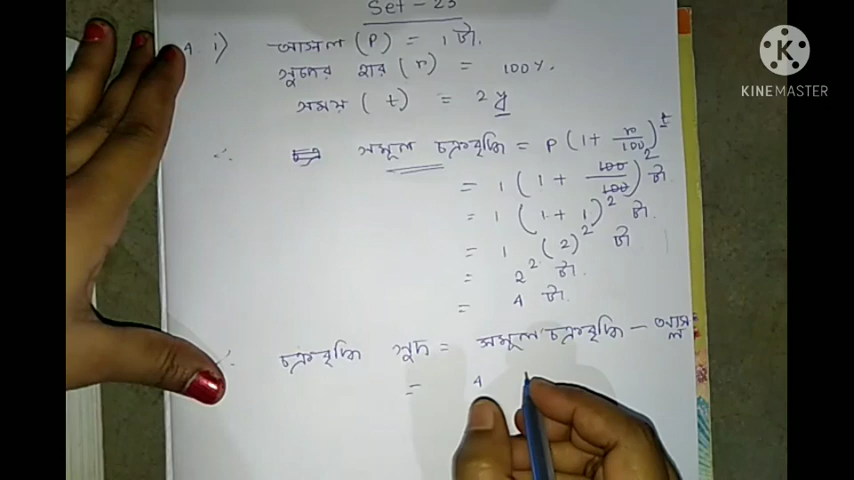 Set - 23
4. i) আসল (P) = 1 টা.
সুদের হার (r) = 100%.
সময় (t) = 2 y
∴ সমূল চক্রবৃদ্ধি = P (1 + r/100)^t
= 1 (1 + 100/100)^2 টা.
= 1 (1 + 1)^2 টা.
= 1 (2)^2 টা
= 2^2 টা.
= 4 টা.
∴ চক্রবৃদ্ধি সুদ = সমূল চক্রবৃদ্ধি - আসল
= 4
KINEMASTER